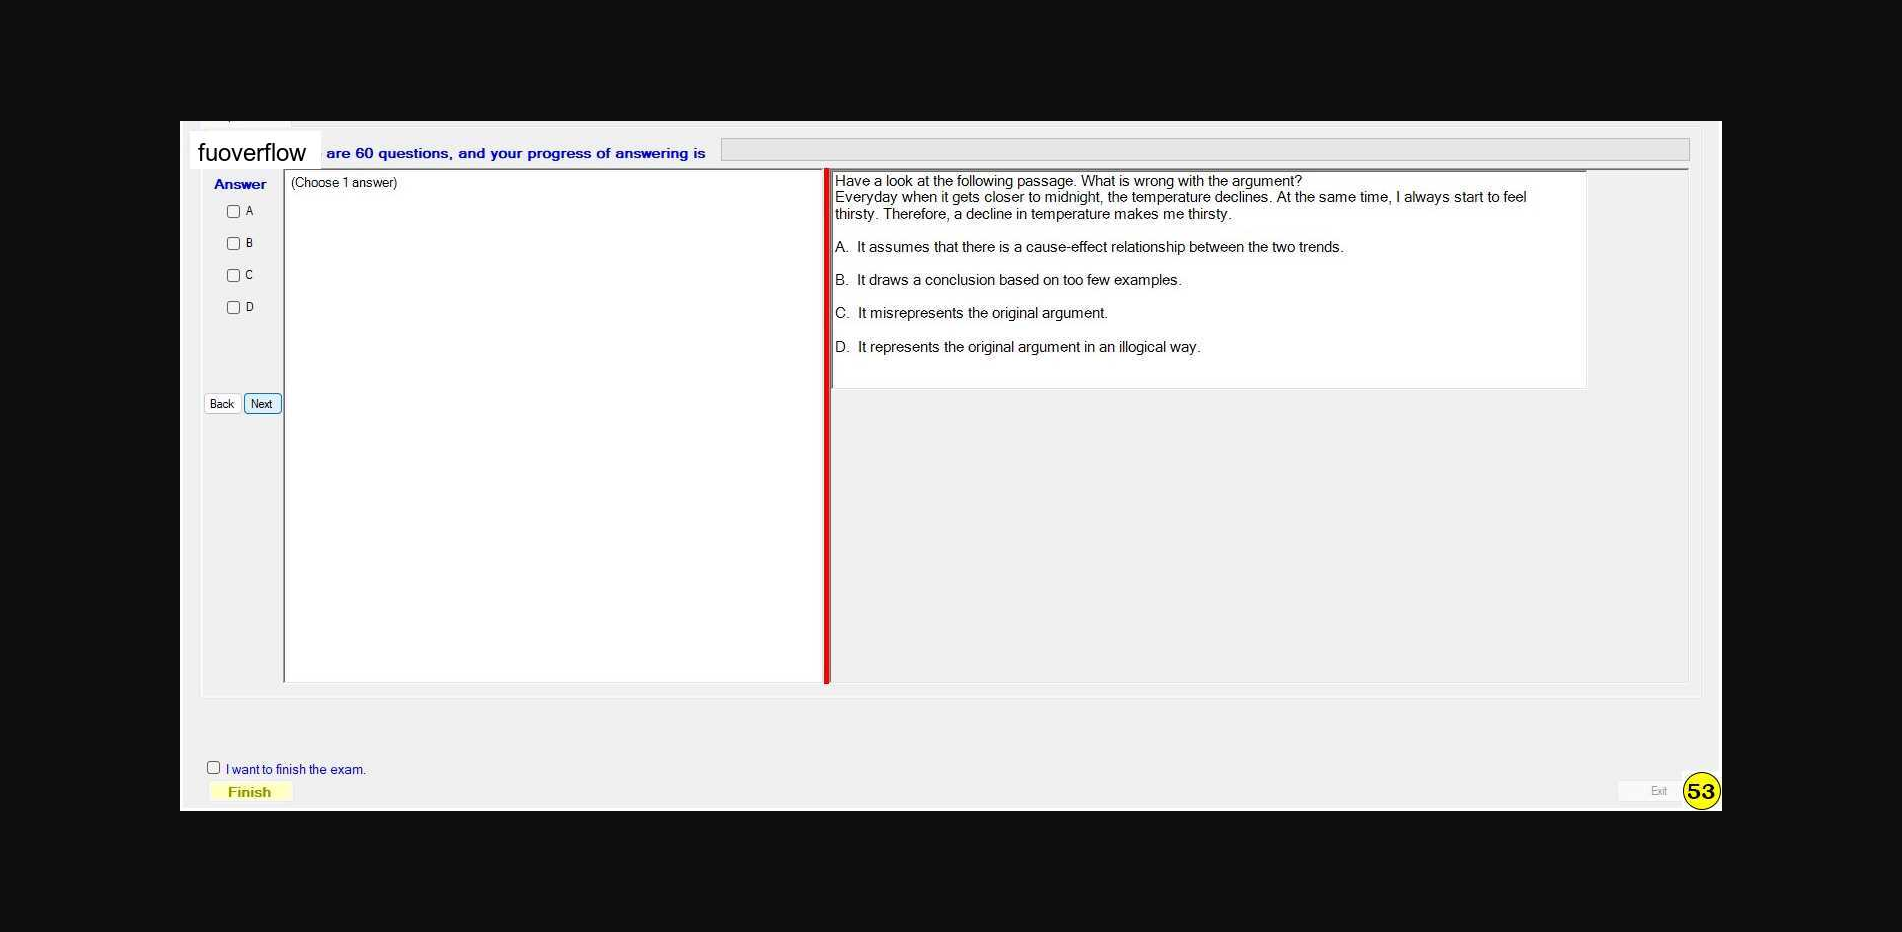 fuoverflow are 60 questions, and your progress of answering is
Answer
A
B
C
D
Back Next
(Choose 1 answer)
Have a look at the following passage. What is wrong with the argument?
Everyday when it gets closer to midnight, the temperature declines. At the same time, I always start to feel
thirsty. Therefore, a decline in temperature makes me thirsty.
A. It assumes that there is a cause-effect relationship between the two trends.
B. It draws a conclusion based on too few examples.
C. It misrepresents the original argument.
D. It represents the original argument in an illogical way.
I want to finish the exam.
Finish
Exit
53